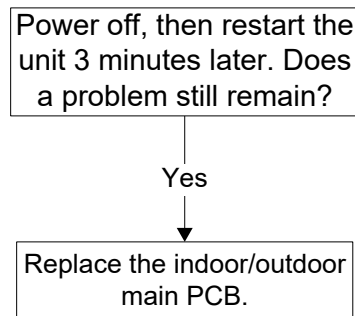 Power off, then restart the
unit 3 minutes later. Does
a problem still remain?
Yes
Replace the indoor/outdoor
main PCB.